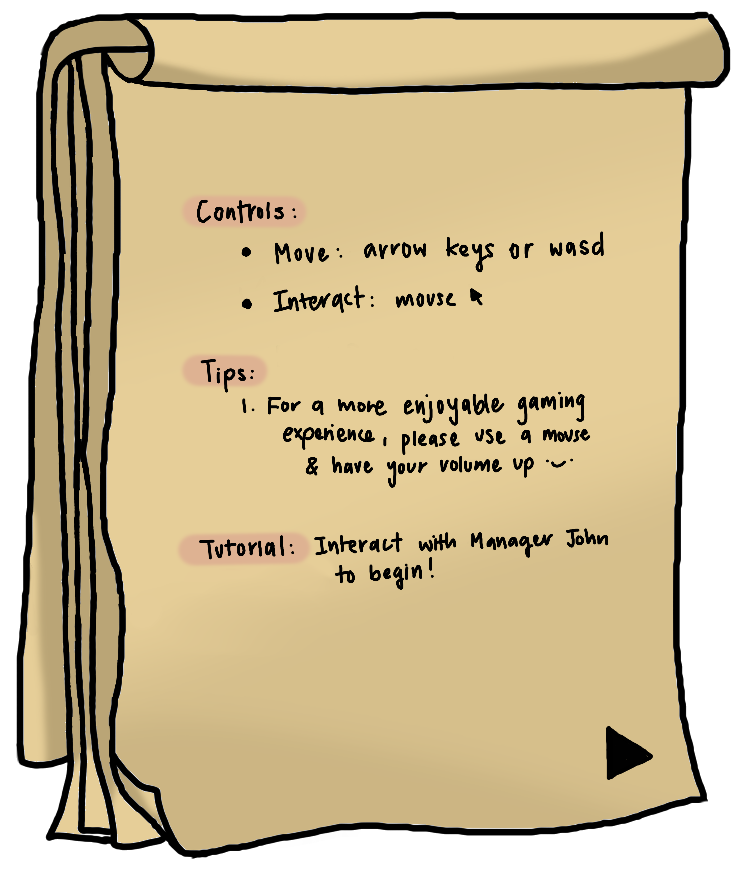 Controls:
• Move: arrow keys or wasd
• Interact: mouse
Tips:
1. For a more enjoyable gaming
experience, please use a mouse
& have your volume up
Tutorial: Interact with Manager John
to begin!